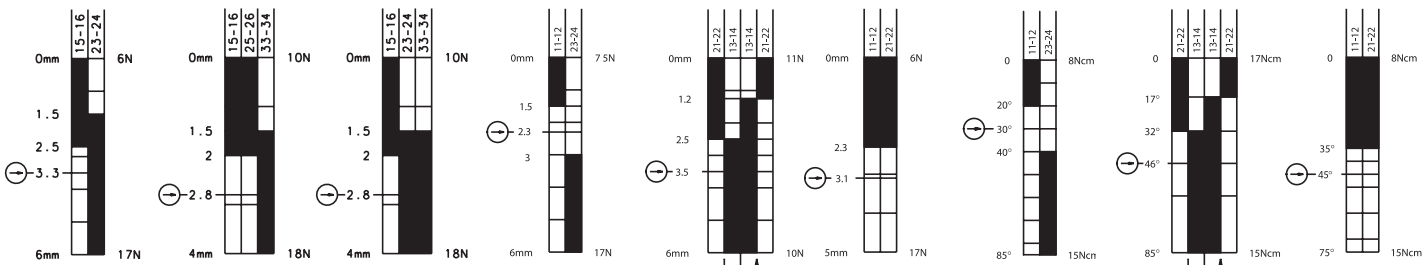 15-16
23-24
0mm 6N
1.5
2.5
3.3
6mm 17N
15-16
25-26
33-34
0mm 10N
1.5
2
2.8
4mm 18N
15-16
23-24
33-34
0mm 10N
1.5
2
2.8
4mm 18N
11-12
23-24
0mm 7 5N
1.5
2.3
3
6mm 17N
21-22
13-14
13-14
21-22
0mm 11N
1.2
2.5
3.5
6mm 10N
11-12
21-22
0mm 6N
2.3
3.1
5mm 17N
11-12
23-24
0 8Ncm
20°
30°
40°
85° 15Ncm
21-22
13-14
13-14
21-22
0 17Ncm
17°
32°
46°
85° 15Ncm
11-12
21-22
0 8Ncm
35°
45°
75° 15Ncm